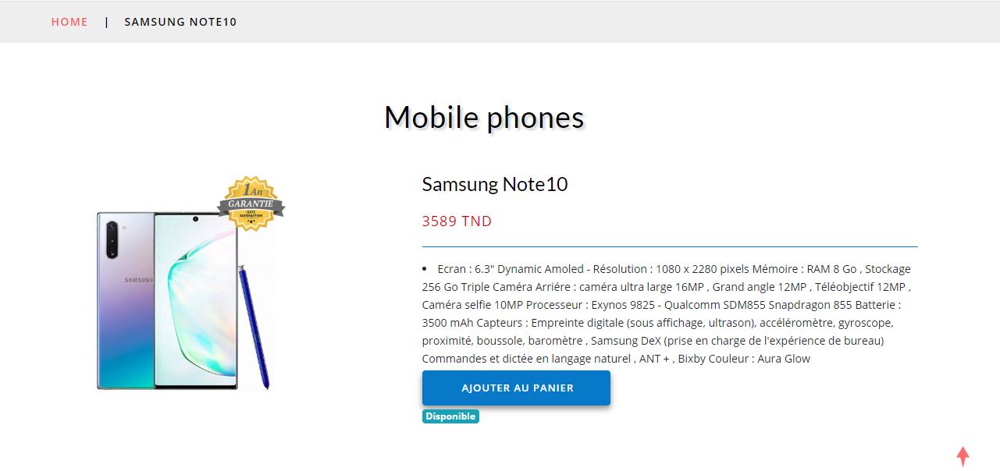 HOME | SAMSUNG NOTE10
Mobile phones
1 An
GARANTIE
100%
SATISFACTION
SAMSUNG
Samsung Note10
3589 TND
• Ecran : 6.3" Dynamic Amoled - Résolution : 1080 x 2280 pixels Mémoire : RAM 8 Go , Stockage
256 Go Triple Caméra Arriére : caméra ultra large 16MP , Grand angle 12MP , Téléobjectif 12MP ,
Caméra selfie 10MP Processeur : Exynos 9825 - Qualcomm SDM855 Snapdragon 855 Batterie :
3500 mAh Capteurs : Empreinte digitale (sous affichage, ultrason), accéléromètre, gyroscope,
proximité, boussole, baromètre , Samsung DeX (prise en charge de l'expérience de bureau)
Commandes et dictée en langage naturel , ANT + , Bixby Couleur : Aura Glow
AJOUTER AU PANIER
Disponible